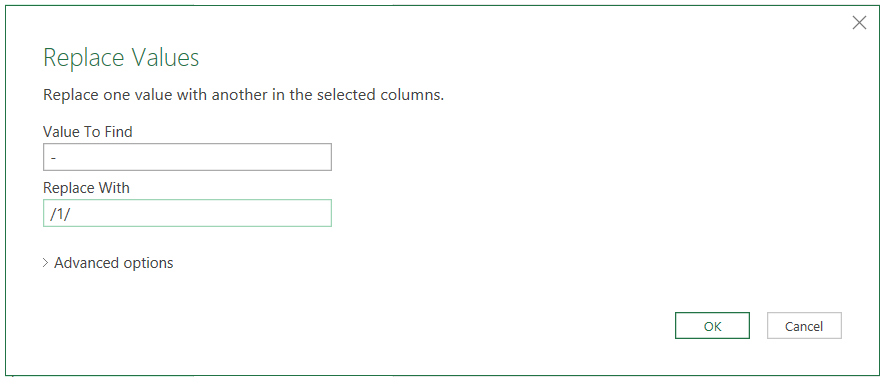 Replace Values
Replace one value with another in the selected columns.
Value To Find
-
Replace With
/1/
Advanced options
OK
Cancel